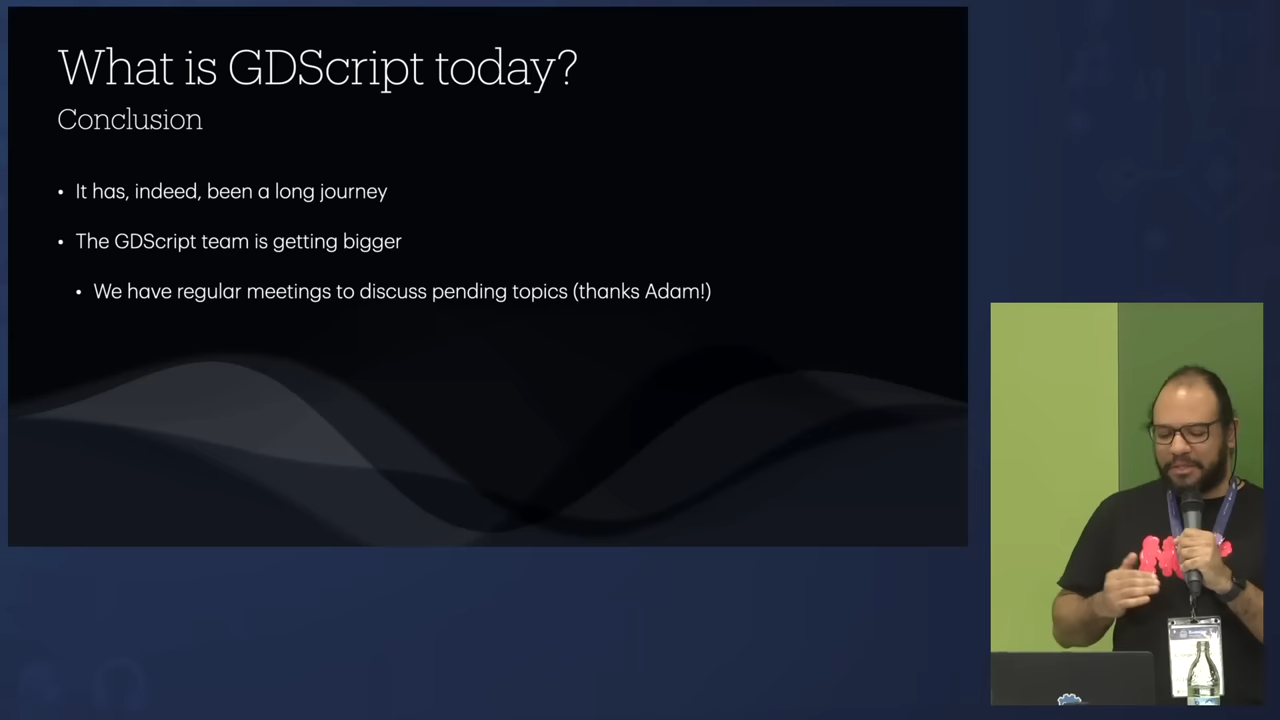 What is GDScript today?
Conclusion
• It has, indeed, been a long journey
• The GDScript team is getting bigger
• We have regular meetings to discuss pending topics (thanks Adam!)